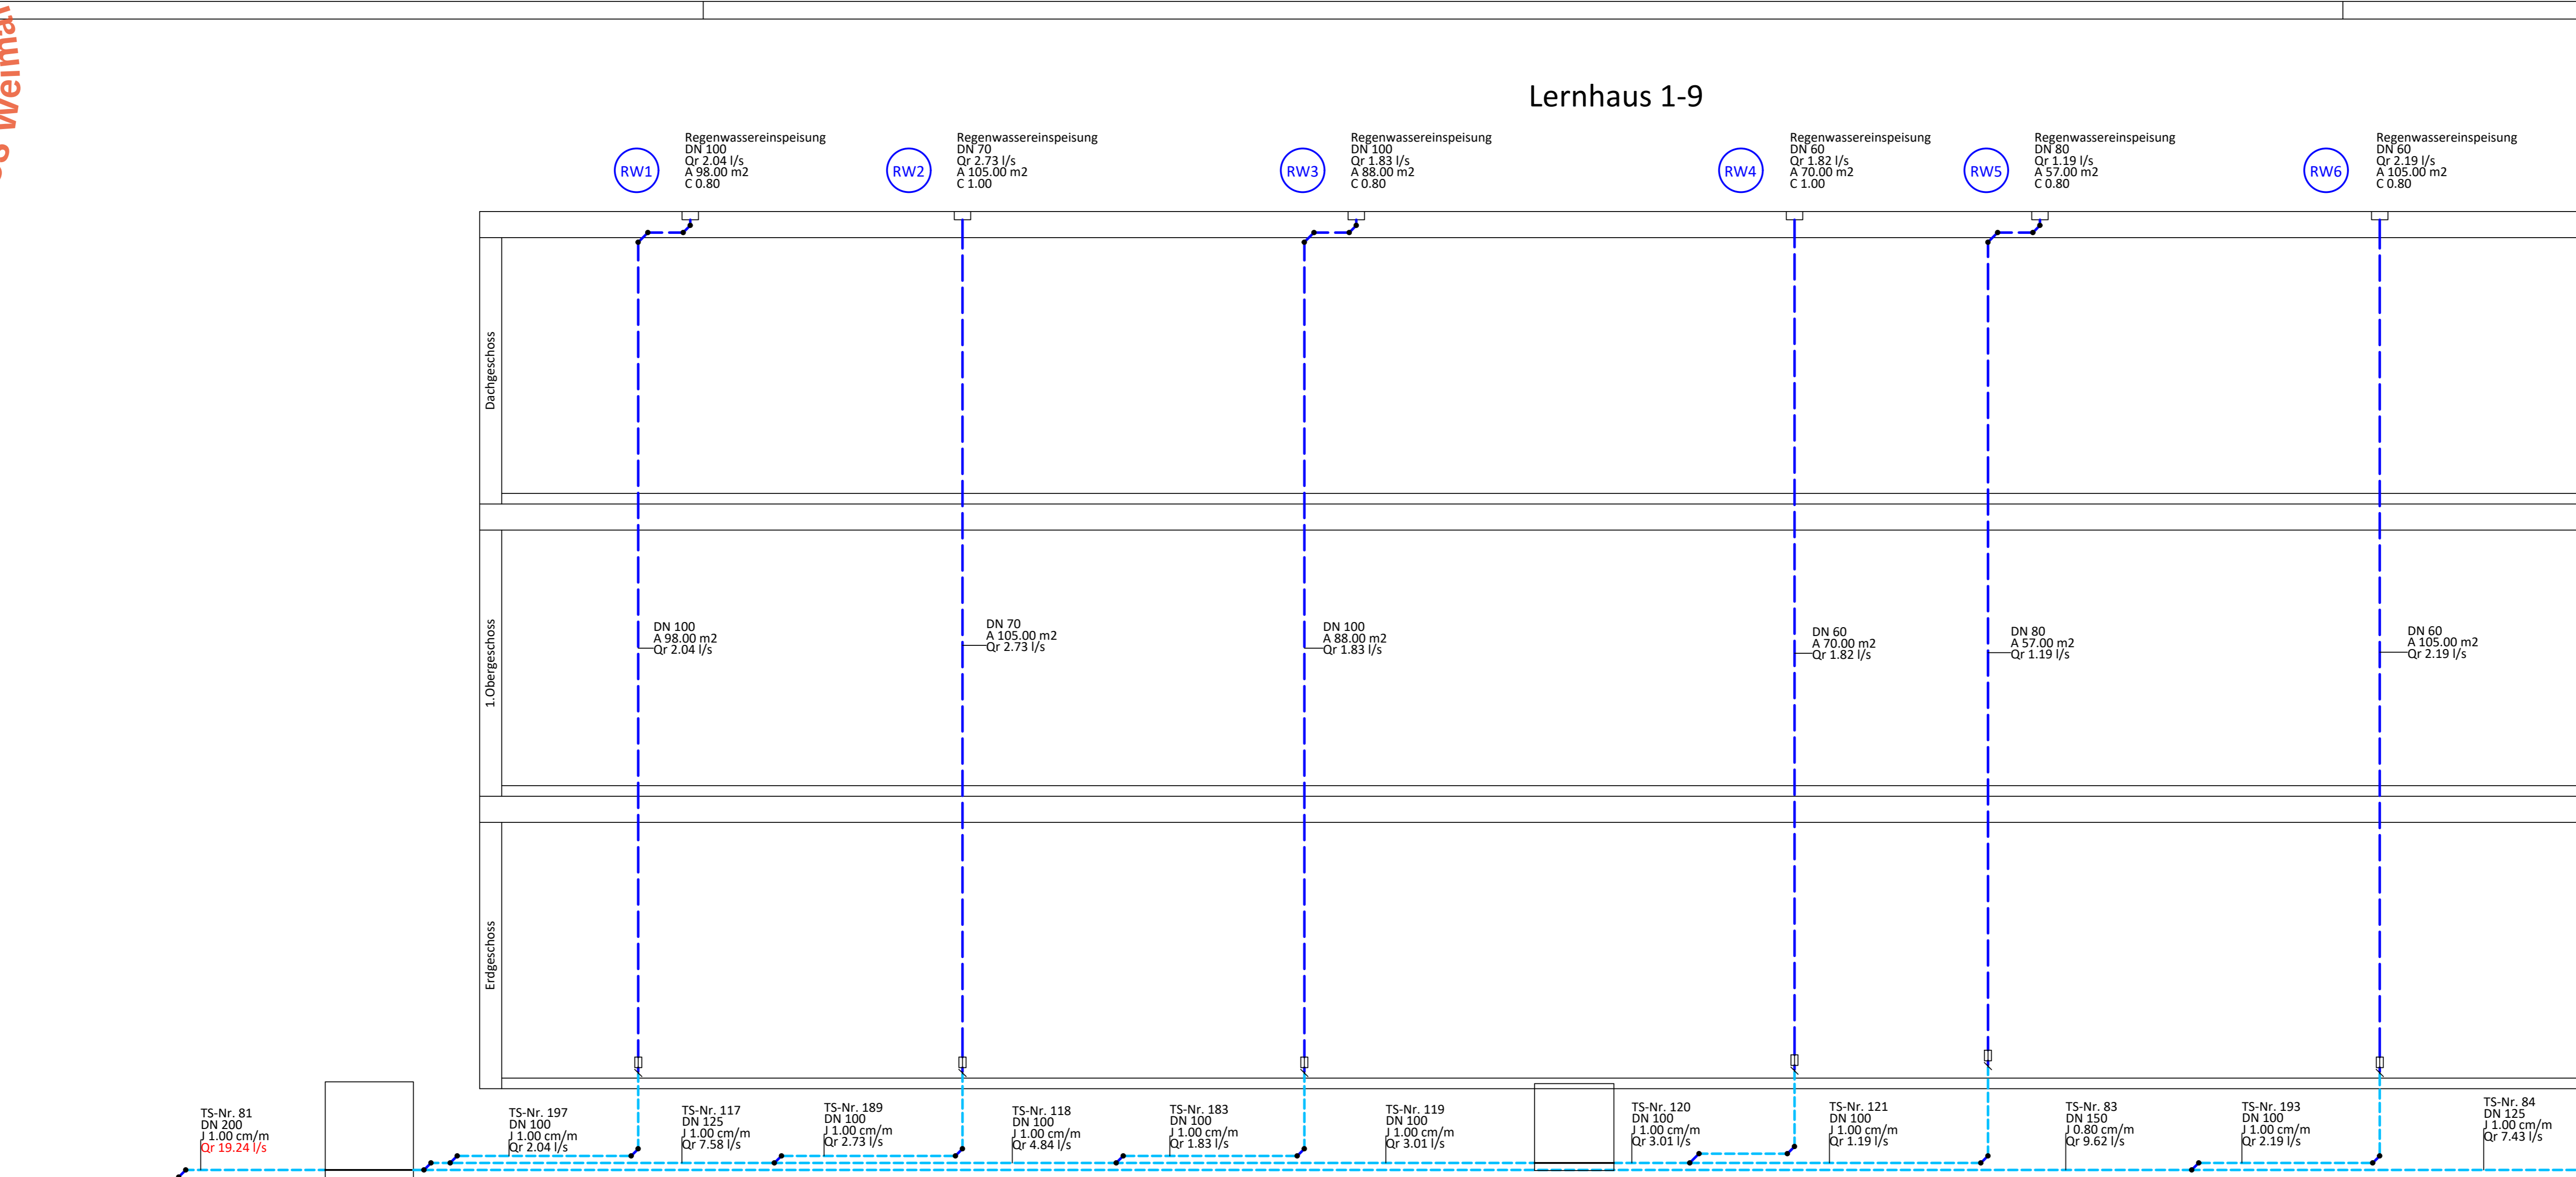 Weimar
Lernhaus 1-9
RW1
Regenwassereinspeisung
DN 100
Qr 2.04 l/s
A 98.00 m2
C 0.80
RW2
Regenwassereinspeisung
DN 70
Qr 2.73 l/s
A 105.00 m2
C 1.00
RW3
Regenwassereinspeisung
DN 100
Qr 1.83 l/s
A 88.00 m2
C 0.80
RW4
Regenwassereinspeisung
DN 60
Qr 1.82 l/s
A 70.00 m2
C 1.00
RW5
Regenwassereinspeisung
DN 80
Qr 1.19 l/s
A 57.00 m2
C 0.80
RW6
Regenwassereinspeisung
DN 60
Qr 2.19 l/s
A 105.00 m2
C 0.80
Dachgeschoss
1.Obergeschoss
DN 100
A 98.00 m2
Qr 2.04 l/s
DN 70
A 105.00 m2
Qr 2.73 l/s
DN 100
A 88.00 m2
Qr 1.83 l/s
DN 60
A 70.00 m2
Qr 1.82 l/s
DN 80
A 57.00 m2
Qr 1.19 l/s
DN 60
A 105.00 m2
Qr 2.19 l/s
Erdgeschoss
TS-Nr. 81
DN 200
J 1.00 cm/m
Qr 19.24 l/s
TS-Nr. 197
DN 100
J 1.00 cm/m
Qr 2.04 l/s
TS-Nr. 117
DN 125
J 1.00 cm/m
Qr 7.58 l/s
TS-Nr. 189
DN 100
J 1.00 cm/m
Qr 2.73 l/s
TS-Nr. 118
DN 100
J 1.00 cm/m
Qr 4.84 l/s
TS-Nr. 183
DN 100
J 1.00 cm/m
Qr 1.83 l/s
TS-Nr. 119
DN 100
J 1.00 cm/m
Qr 3.01 l/s
TS-Nr. 120
DN 100
J 1.00 cm/m
Qr 3.01 l/s
TS-Nr. 121
DN 100
J 1.00 cm/m
Qr 1.19 l/s
TS-Nr. 83
DN 150
J 0.80 cm/m
Qr 9.62 l/s
TS-Nr. 193
DN 100
J 1.00 cm/m
Qr 2.19 l/s
TS-Nr. 84
DN 125
J 1.00 cm/m
Qr 7.43 l/s